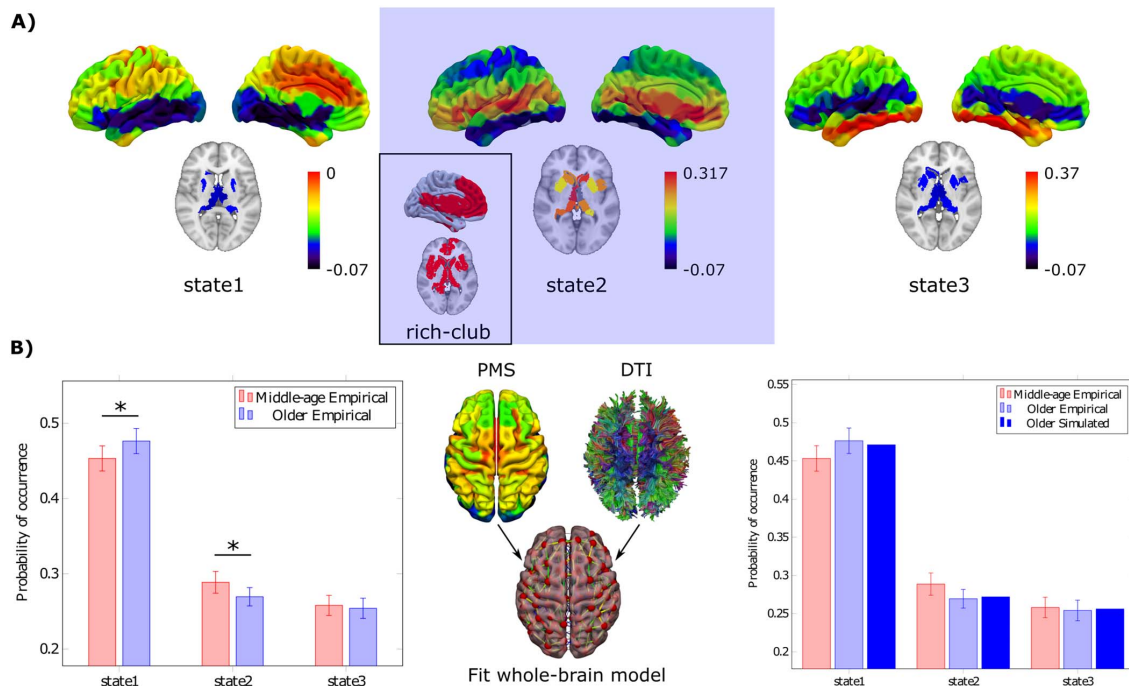 A)
0
-0.07
state1
rich-club
0.317
-0.07
state2
0.37
-0.07
state3
B)
Probability of occurrence
0.5
0.4
0.3
0.2
Middle-age Empirical
Older Empirical
*
*
state1
state2
state3
PMS
DTI
Fit whole-brain model
Probability of occurrence
0.55
0.5
0.45
0.4
0.35
0.3
0.25
0.2
Middle-age Empirical
Older Empirical
Older Simulated
state1
state2
state3